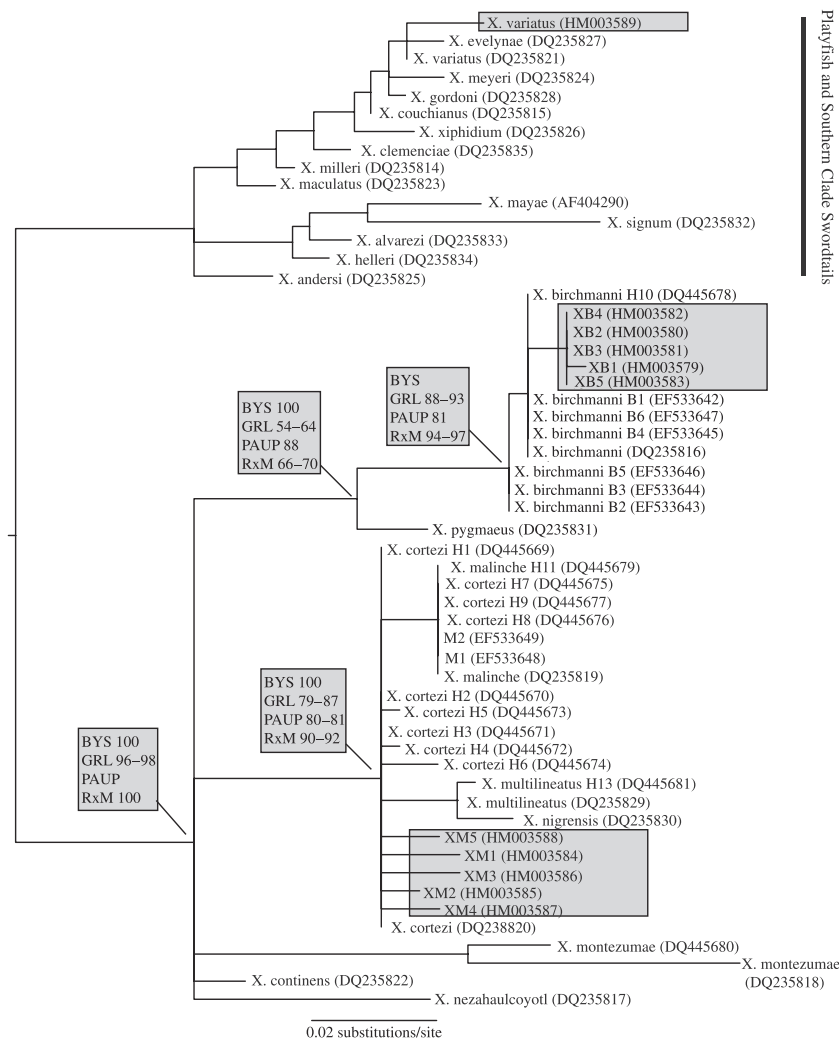 X. variatus (HM003589)
X. evelynae (DQ235827)
X. variatus (DQ235821)
X. meyeri (DQ235824)
X. gordoni (DQ235828)
X. couchianus (DQ235815)
X. xiphidium (DQ235826)
X. clemenciae (DQ235835)
X. milleri (DQ235814)
X. maculatus (DQ235823)
X. mayae (AF404290)
X. signum (DQ235832)
X. alvarezi (DQ235833)
X. helleri (DQ235834)
X. andersi (DQ235825)
Platyfish and Southern Clade Swordtails
X. birchmanni H10 (DQ445678)
XB4 (HM003582)
XB2 (HM003580)
XB3 (HM003581)
XB1 (HM003579)
XB5 (HM003583)
X. birchmanni B1 (EF533642)
X. birchmanni B6 (EF533647)
X. birchmanni B4 (EF533645)
X. birchmanni (DQ235816)
X. birchmanni B5 (EF533646)
X. birchmanni B3 (EF533644)
X. birchmanni B2 (EF533643)
BYS
GRL 88–93
PAUP 81
RxM 94–97
BYS 100
GRL 54–64
PAUP 88
RxM 66–70
X. pygmaeus (DQ235831)
X. cortezi H1 (DQ445669)
X. malinche H11 (DQ445679)
X. cortezi H7 (DQ445675)
X. cortezi H9 (DQ445677)
X. cortezi H8 (DQ445676)
M2 (EF533649)
M1 (EF533648)
X. malinche (DQ235819)
X. cortezi H2 (DQ445670)
X. cortezi H5 (DQ445673)
X. cortezi H3 (DQ445671)
X. cortezi H4 (DQ445672)
X. cortezi H6 (DQ445674)
BYS 100
GRL 79–87
PAUP 80–81
RxM 90–92
BYS 100
GRL 96–98
PAUP
RxM 100
X. multilineatus H13 (DQ445681)
X. multilineatus (DQ235829)
X. nigrensis (DQ235830)
XM5 (HM003588)
XM1 (HM003584)
XM3 (HM003586)
XM2 (HM003585)
XM4 (HM003587)
X. cortezi (DQ238820)
X. montezumae (DQ445680)
X. montezumae
(DQ235818)
X. continens (DQ235822)
X. nezahaulcoyotl (DQ235817)
0.02 substitutions/site